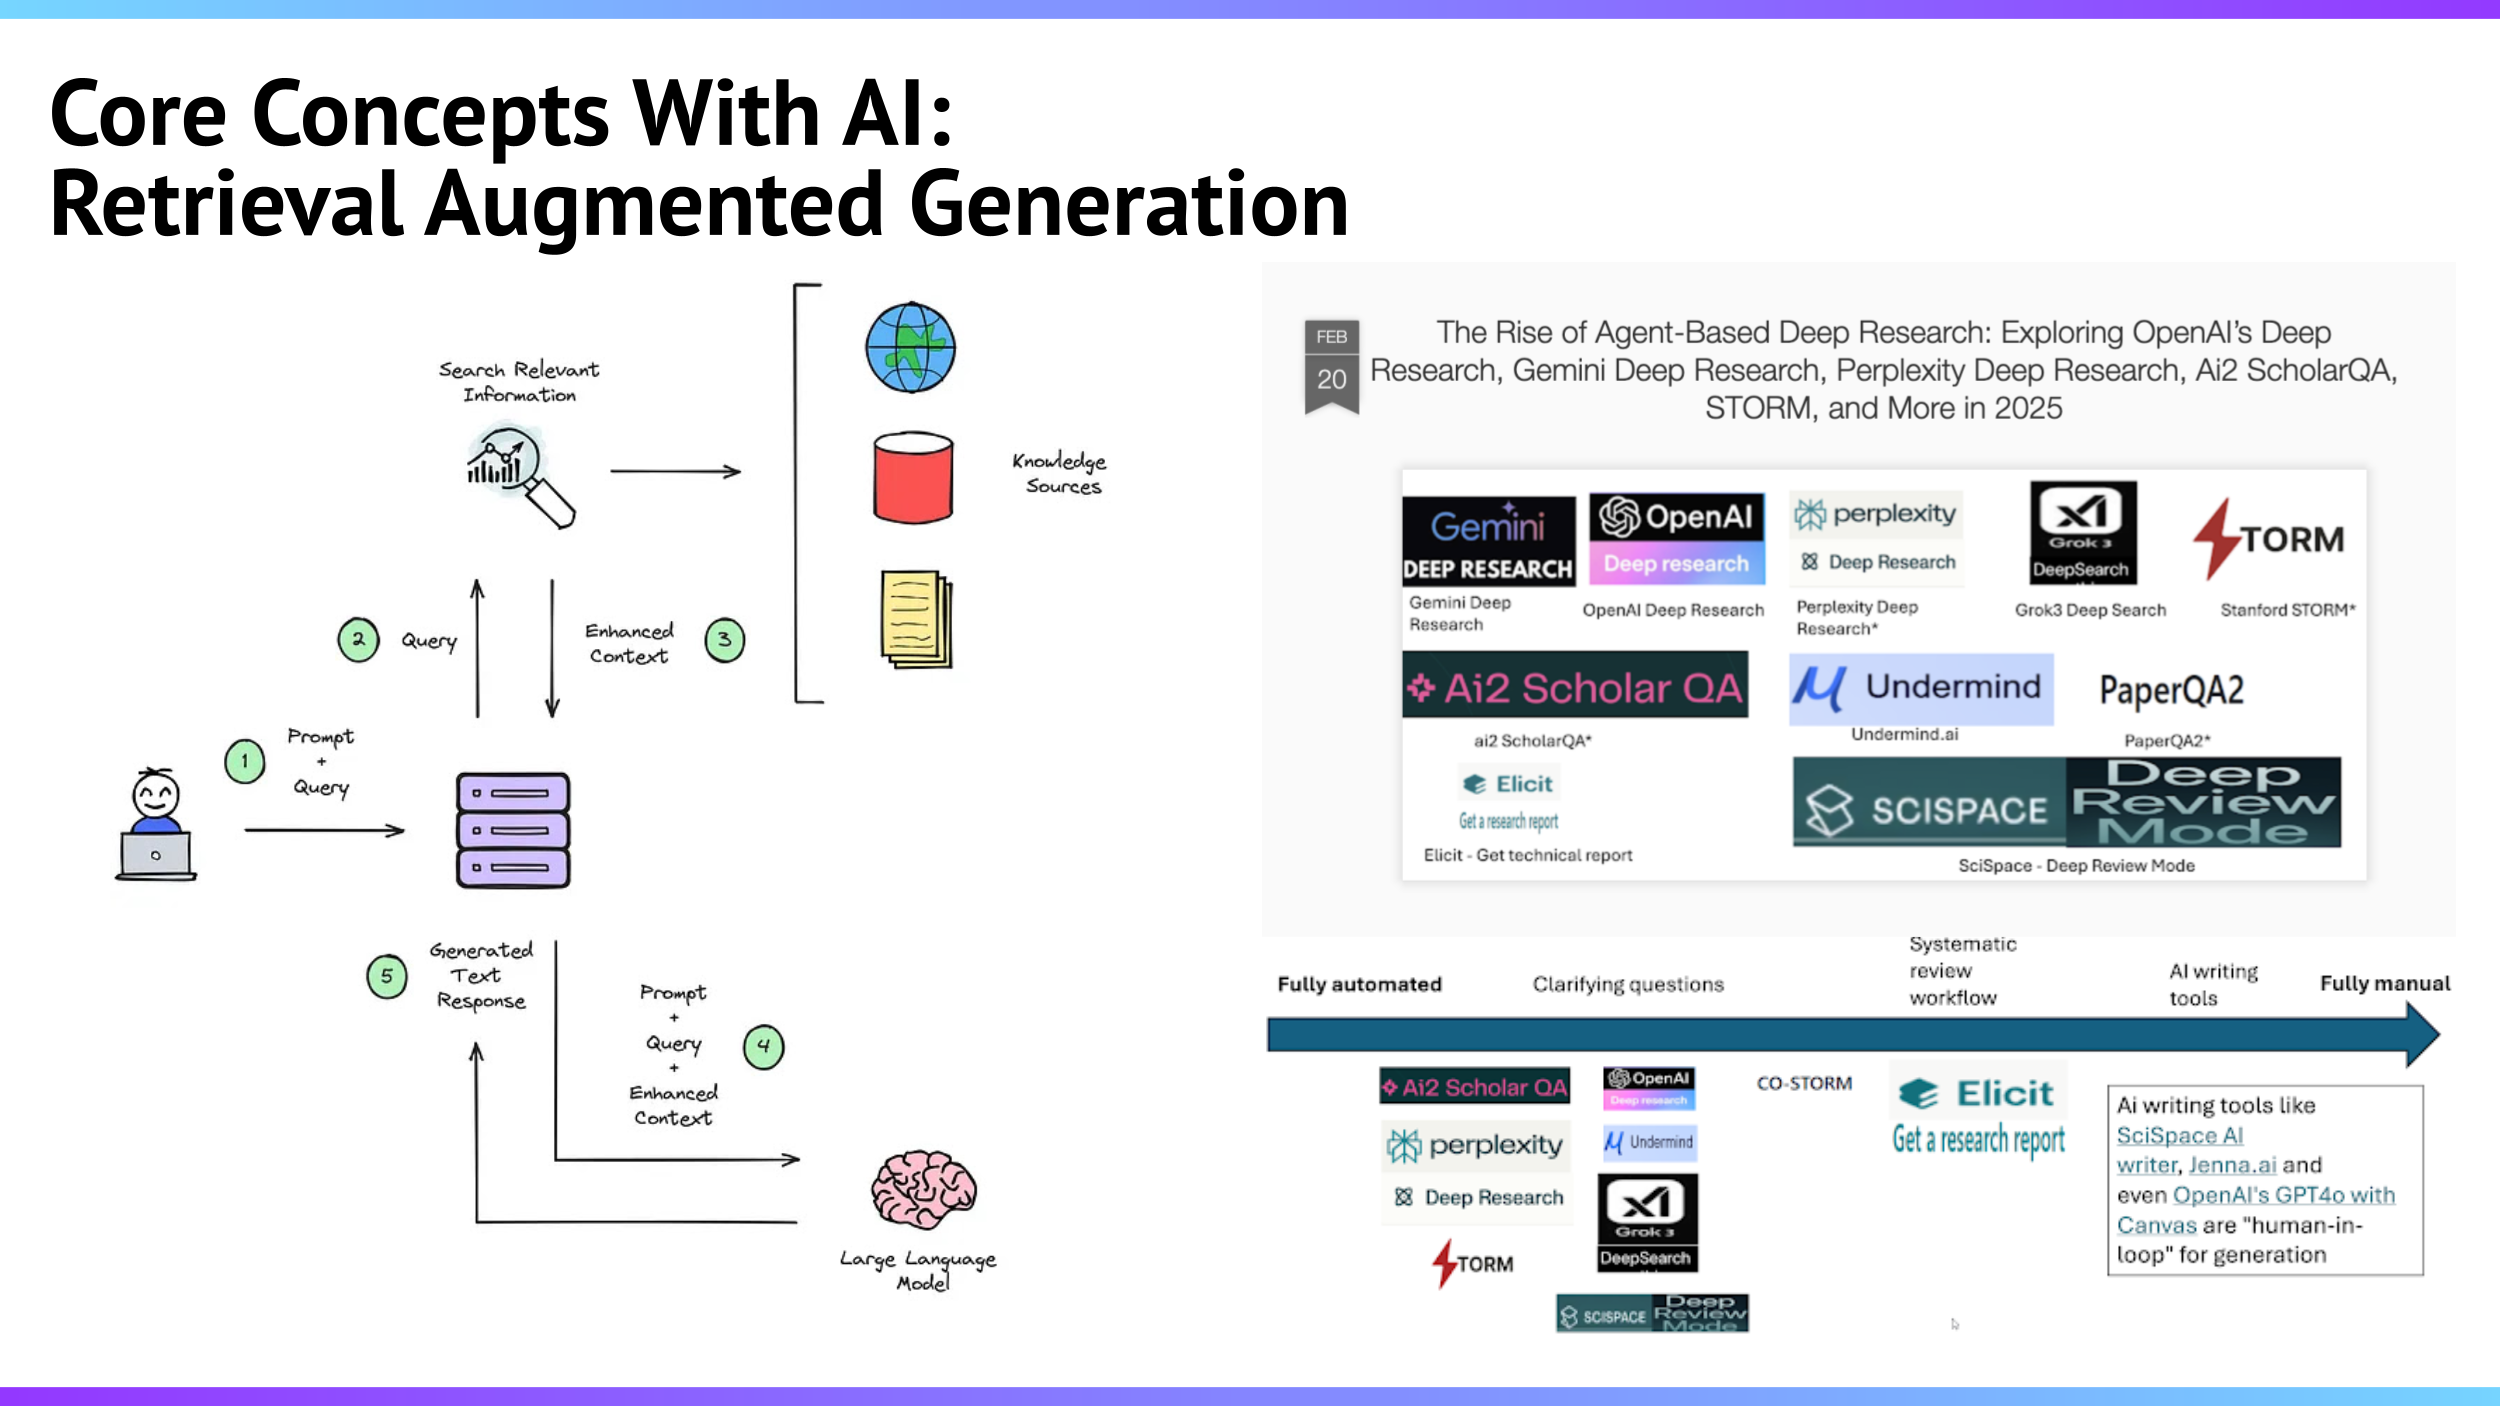 Core Concepts With AI:
Retrieval Augmented Generation
Search Relevant
Information
Knowledge
Sources
2
Query
Enhanced
Context
3
1
Prompt
+
Query
5
Generated
Text
Response
Prompt
+
Query
+
Enhanced
Context
4
Large Language
Model
FEB
20
The Rise of Agent-Based Deep Research: Exploring OpenAI's Deep
Research, Gemini Deep Research, Perplexity Deep Research, Ai2 ScholarQA,
STORM, and More in 2025
Gemini
DEEP RESEARCH
Gemini Deep
Research
OpenAI
Deep research
OpenAI Deep Research
perplexity
Deep Research
Perplexity Deep
Research*
xI
Grok 3
DeepSearch
Grok3 Deep Search
STORM
Stanford STORM*
Ai2 Scholar QA
ai2 ScholarQA*
Undermind
Undermind.ai
PaperQA2
PaperQA2*
Elicit
Get a research report
Elicit - Get technical report
SCISPACE
Deep
Review
Mode
SciSpace - Deep Review Mode
Fully automated
Clarifying questions
Systematic
review
workflow
AI writing
tools
Fully manual
Ai2 Scholar QA
perplexity
Deep Research
STORM
OpenAI
Deep research
Undermind
xI
Grok 3
DeepSearch
SCISPACE
Deep
Review
Mode
CO-STORM
Elicit
Get a research report
Ai writing tools like
SciSpace AI
writer, Jenna.ai and
even OpenAI's GPT4o with
Canvas are "human-in-
loop" for generation